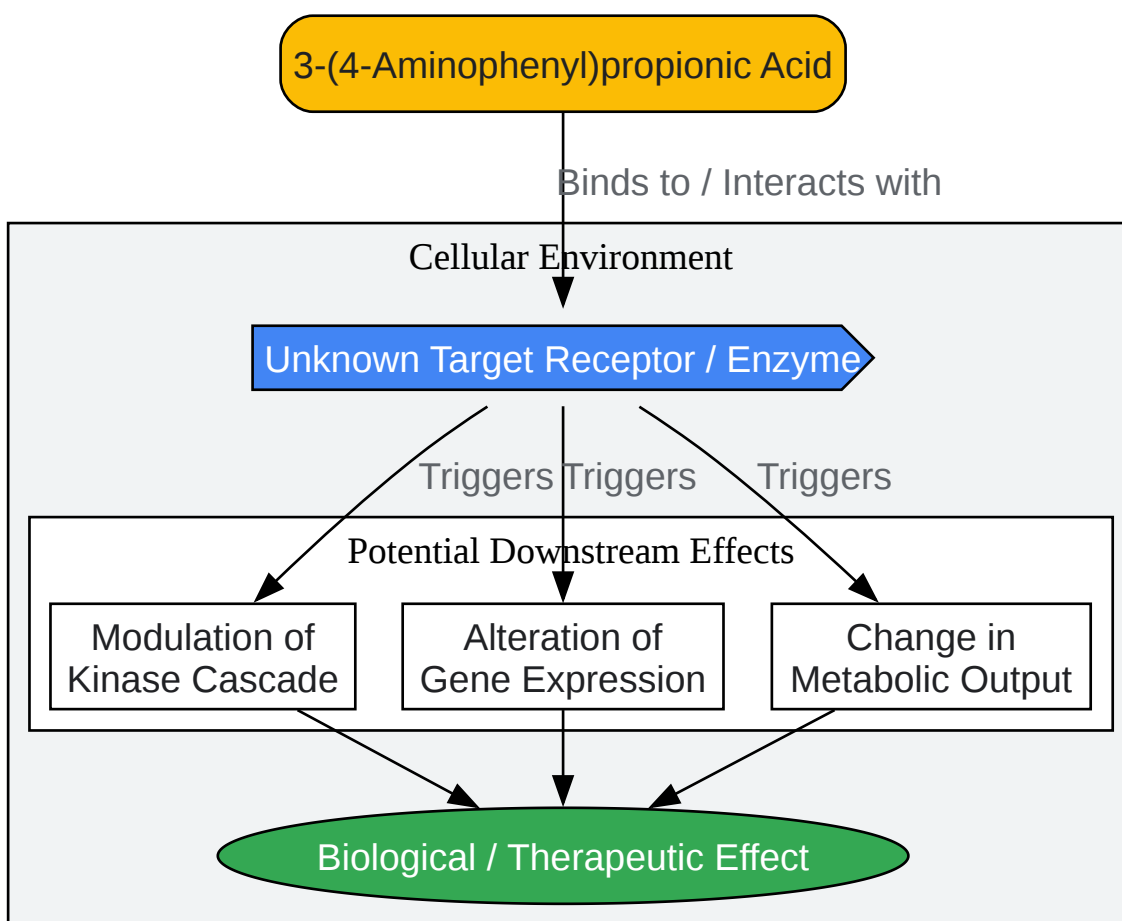 3-(4-Aminophenyl)propionic Acid
Binds to / Interacts with
Cellular Environment
Unknown Target Receptor / Enzyme
Triggers
Triggers
Triggers
Potential Downstream Effects
Modulation of
Kinase Cascade
Alteration of
Gene Expression
Change in
Metabolic Output
Biological / Therapeutic Effect